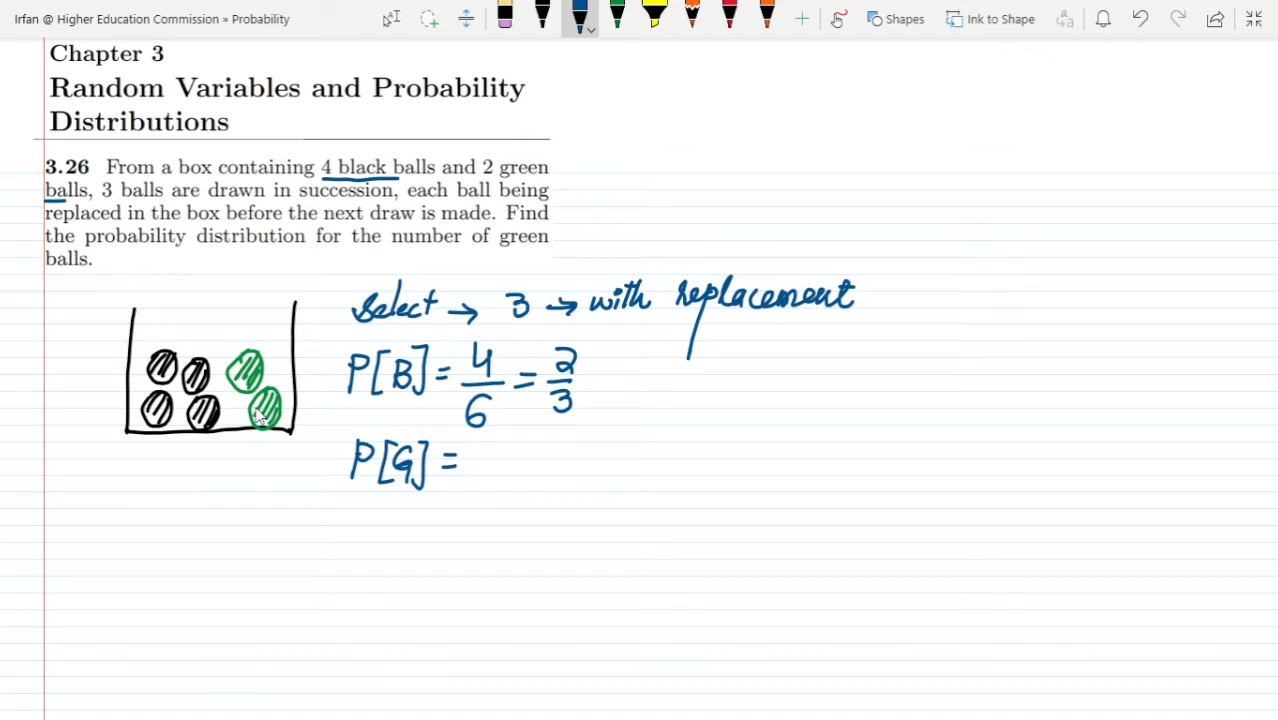 Irfan @ Higher Education Commission » Probability
Shapes
Ink to Shape
Chapter 3
Random Variables and Probability
Distributions
3.26 From a box containing 4 black balls and 2 green
balls, 3 balls are drawn in succession, each ball being
replaced in the box before the next draw is made. Find
the probability distribution for the number of green
balls.
Select → 3 → with replacement
P[B] = 4/6 = 2/3
P[G] =